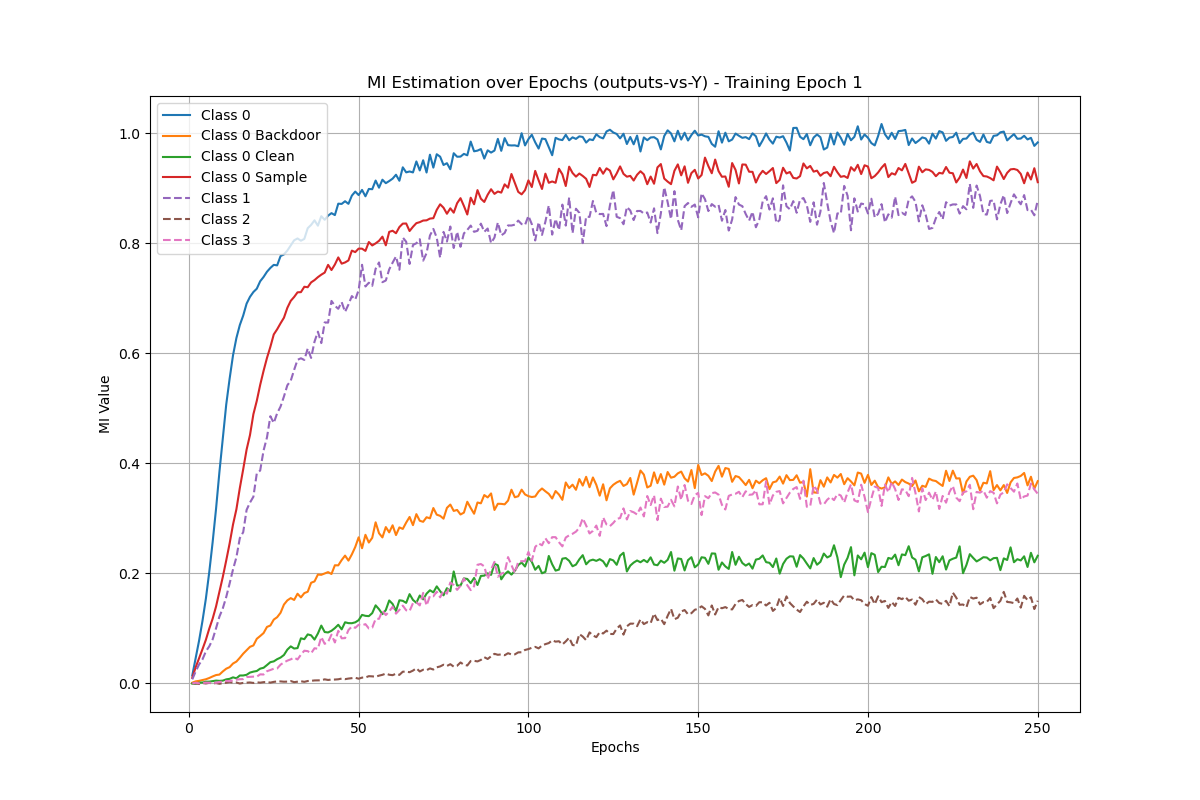 MI Estimation over Epochs (outputs-vs-Y) - Training Epoch 1
Class 0
Class 0 Backdoor
Class 0 Clean
Class 0 Sample
Class 1
Class 2
Class 3
1.0
0.8
0.6
0.4
0.2
0.0
MI Value
0 50 100 150 200 250
Epochs